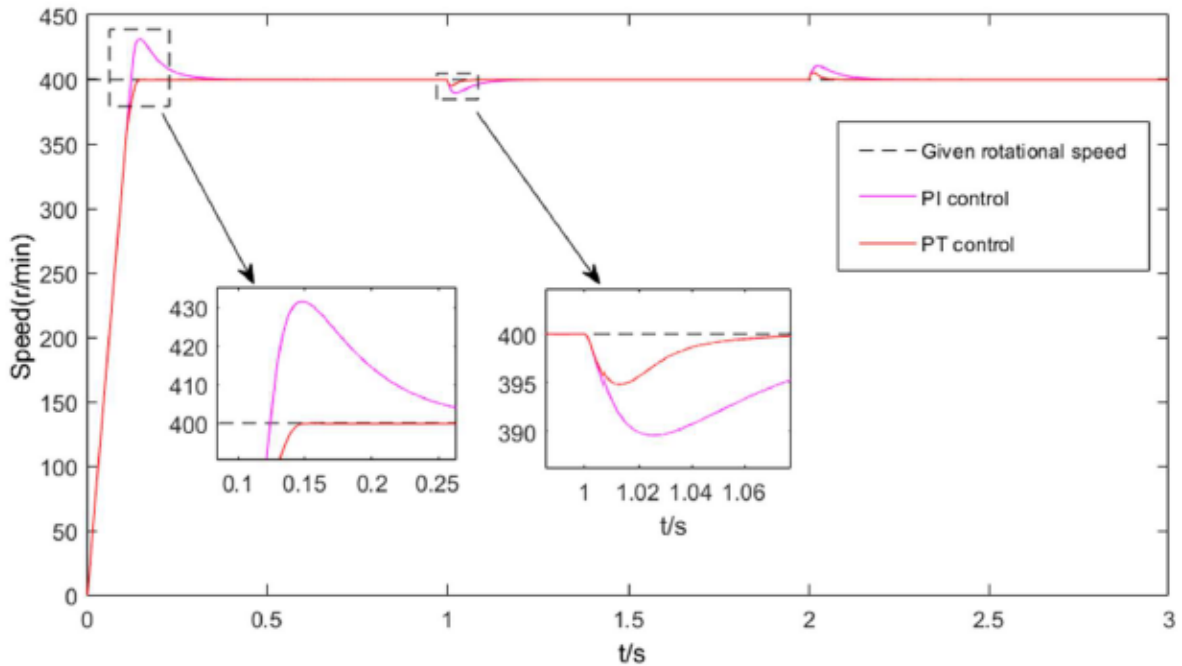 450
400
350
300
250
200
150
100
50
0
Speed(r/min)
Given rotational speed
PI control
PT control
430
420
410
400
0.1 0.15 0.2 0.25
400
395
390
1 1.02 1.04 1.06
t/s
0 0.5 1 1.5 2 2.5 3
t/s